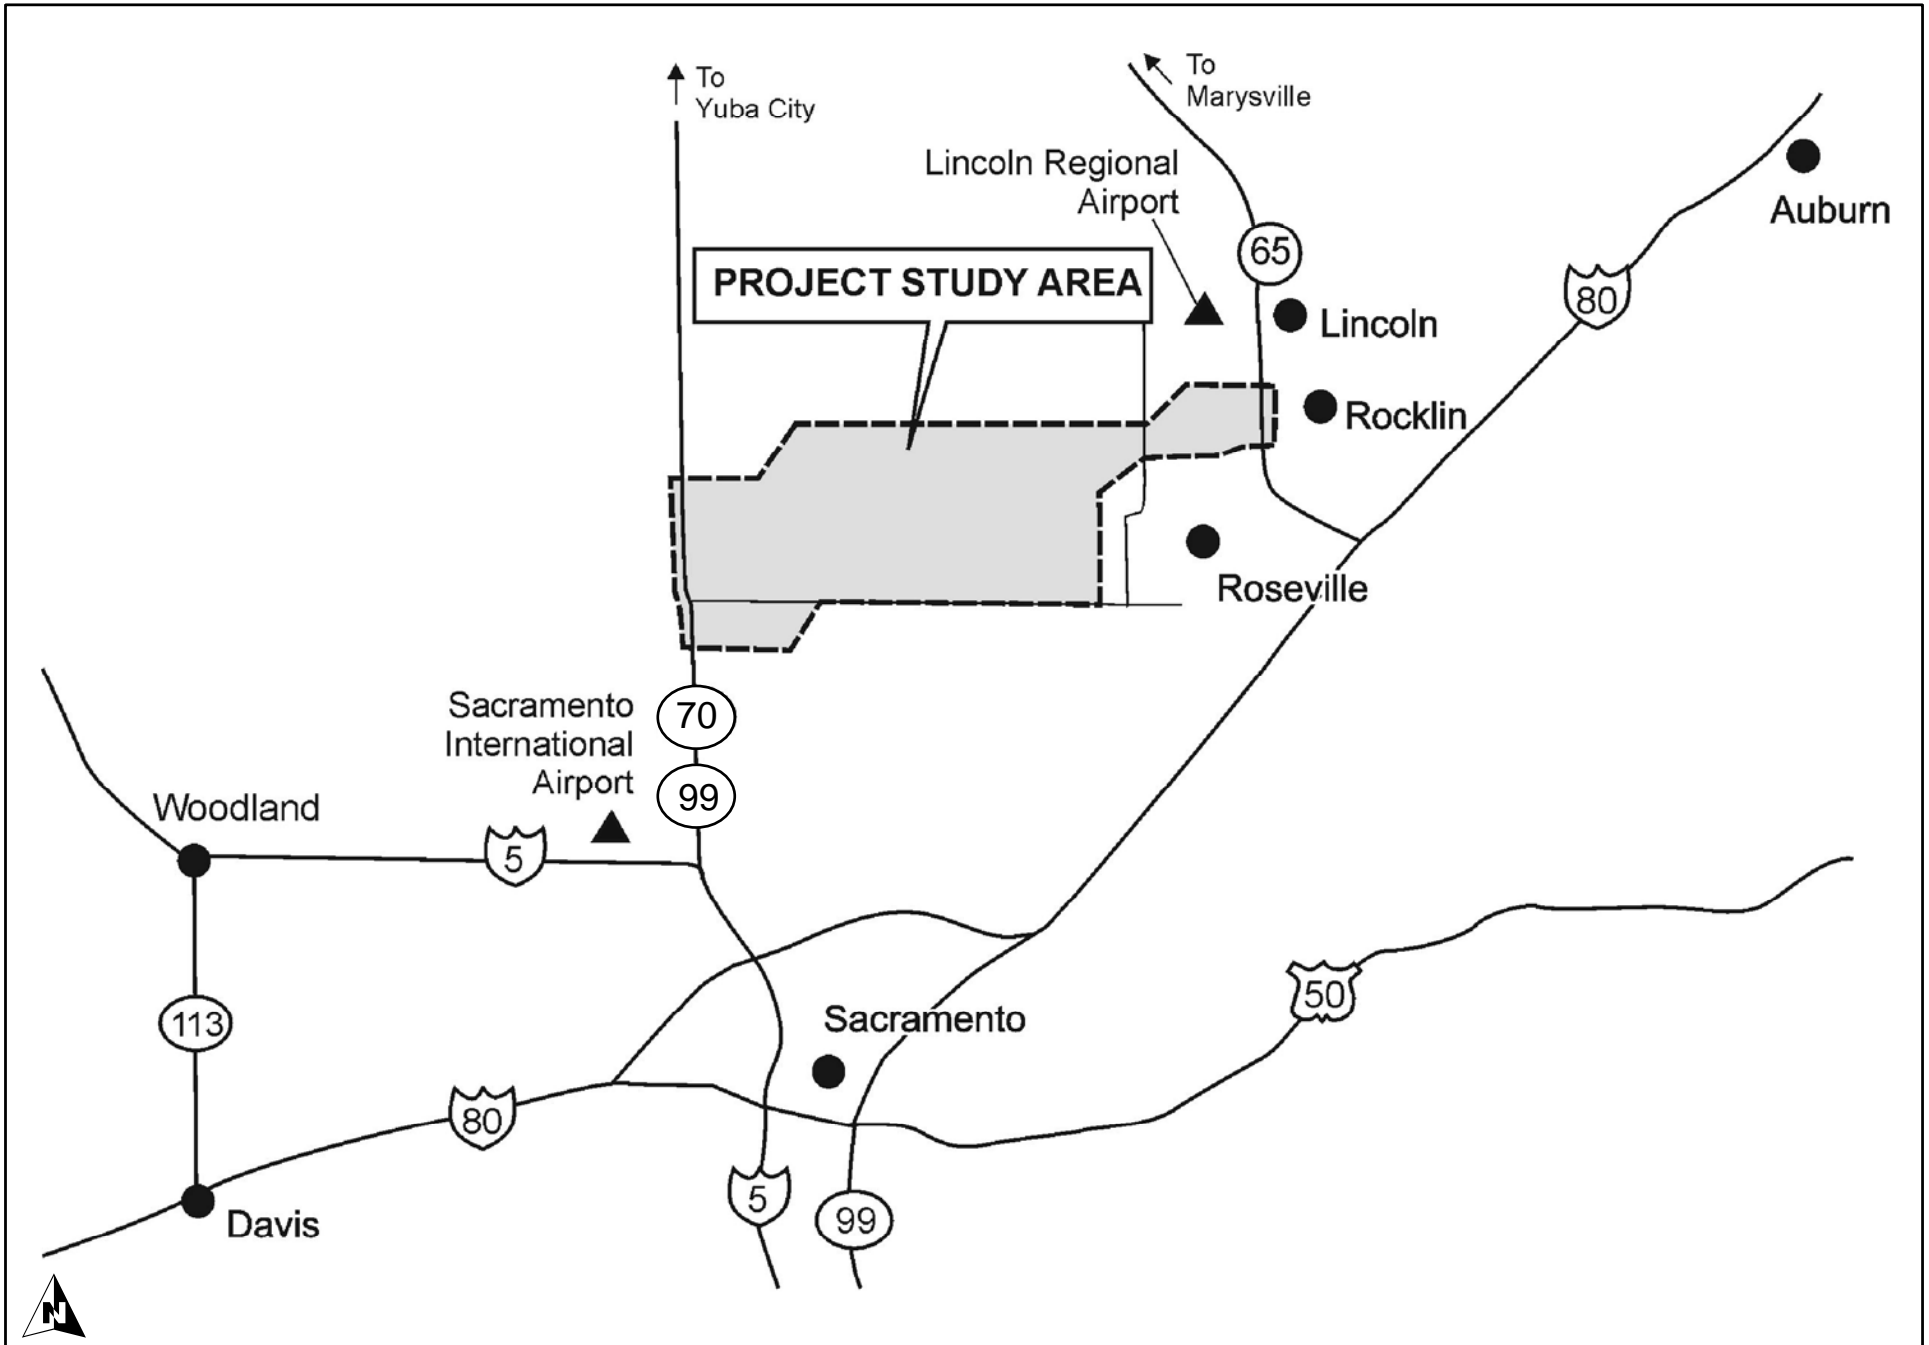 To
Yuba City
To
Marysville
Lincoln Regional
Airport
Auburn
65
PROJECT STUDY AREA
80
Lincoln
Rocklin
Roseville
Sacramento
International
Airport
70
99
Woodland
5
50
113
Sacramento
80
5
99
Davis
N